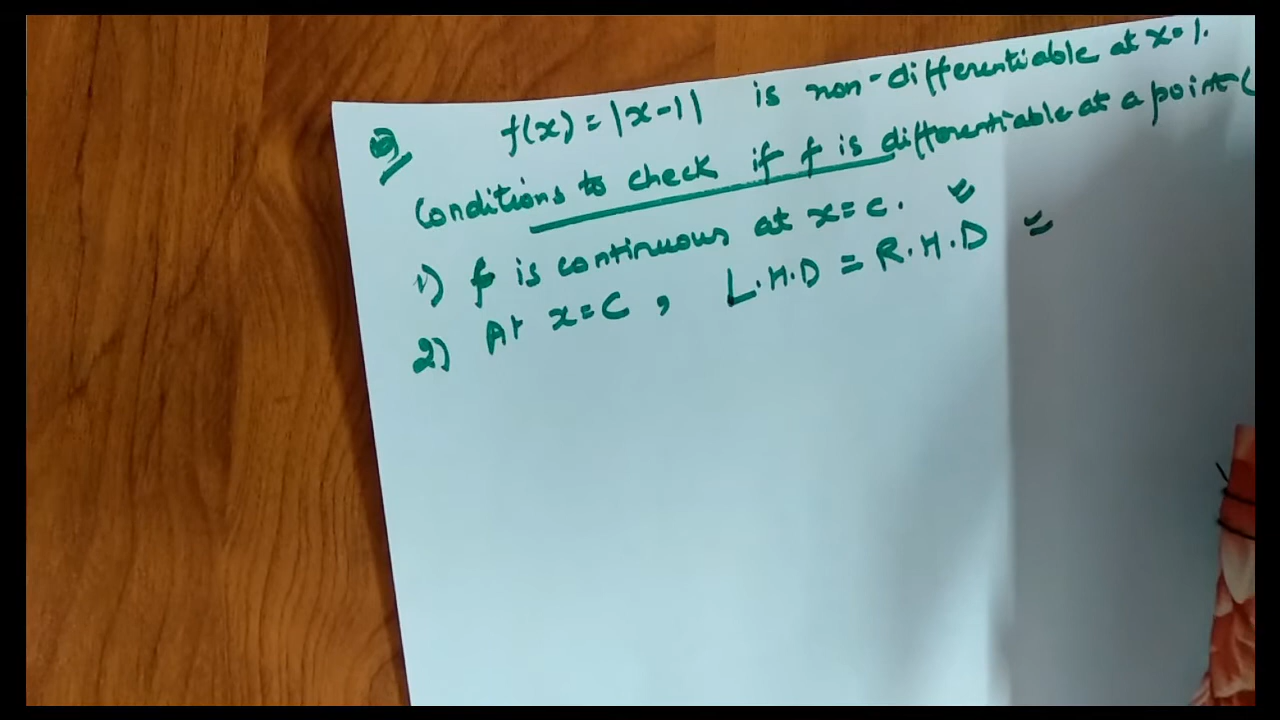 Q) f(x) = |x-1| is non-differentiable at x=1.
Conditions to check if f is differentiable at a point (
1) f is continuous at x=c.
2) At x=C, L.H.D = R.H.D